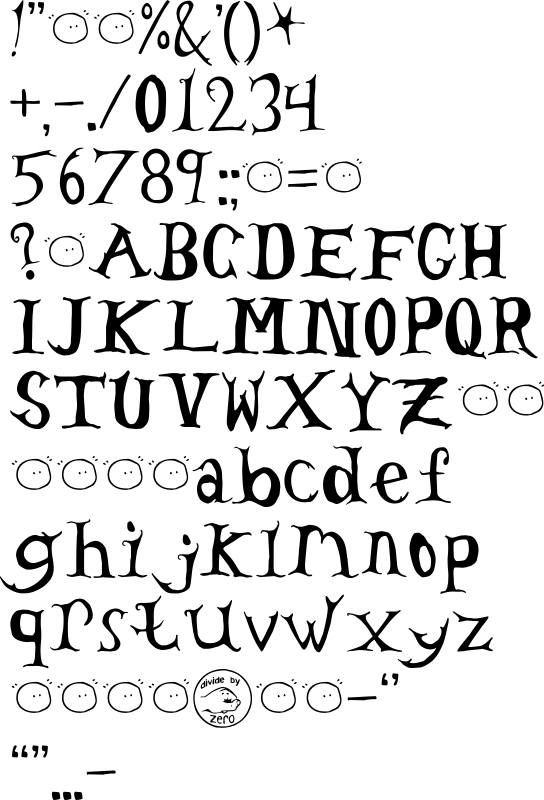 !"%&'()*
+,-./01234
56789:;=
?ABCDEFGH
IJKLMNOPQR
STUVWXYZ
abcdef
ghijklmnop
qrstuvwxyz
divide by zero –‘’
“” —
…